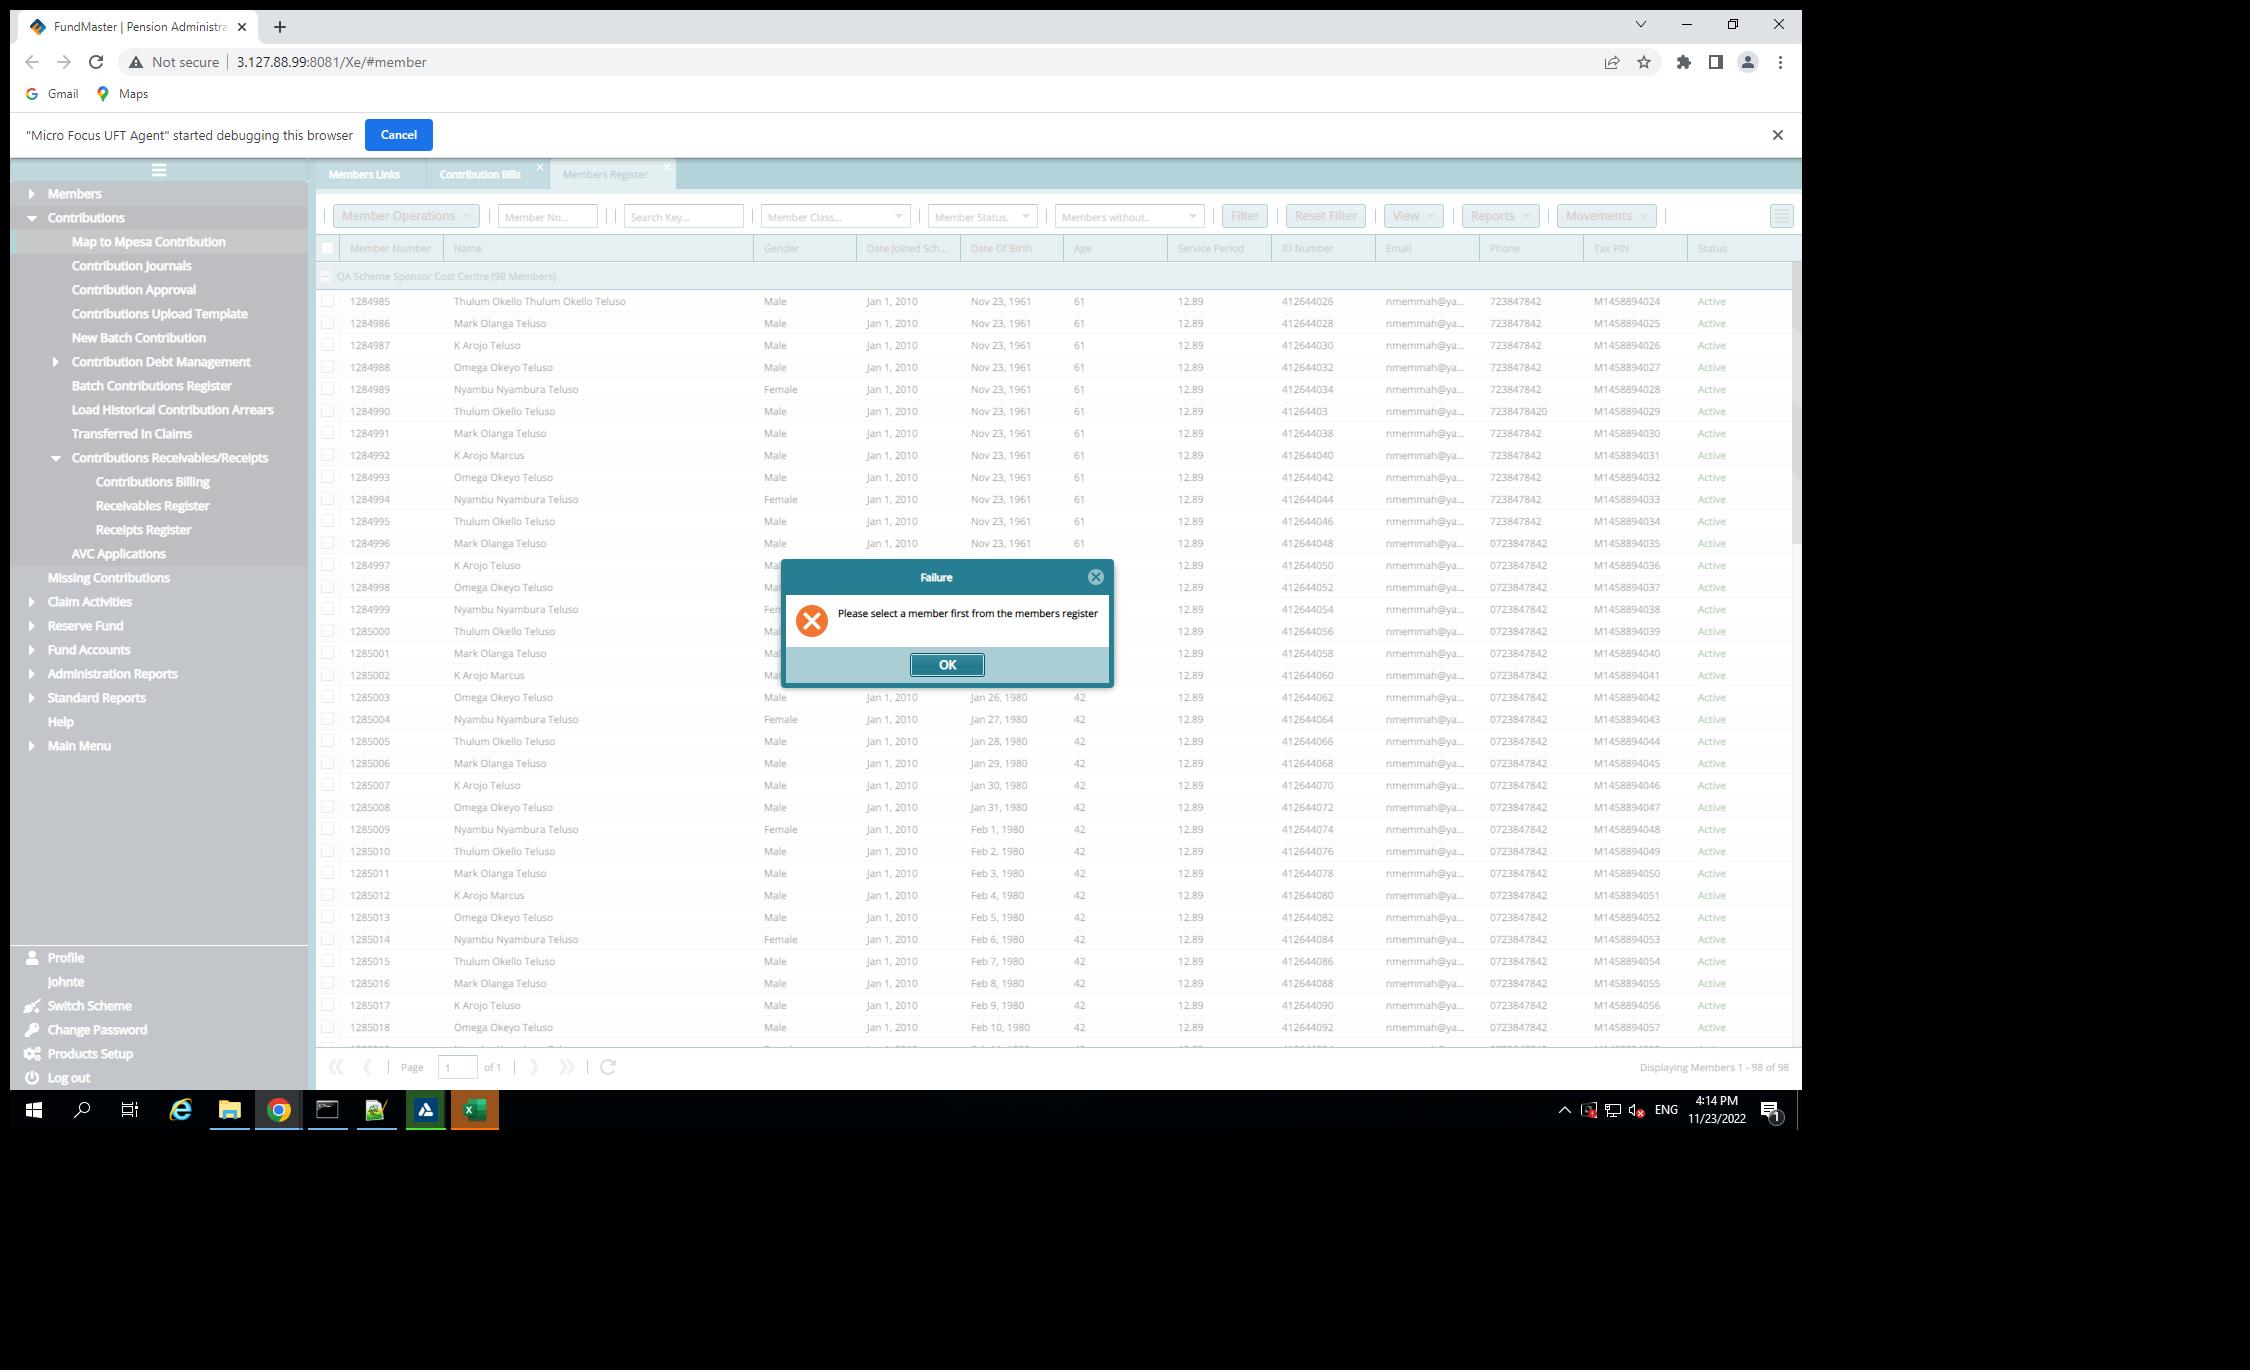 FundMaster | Pension Administra
Not secure
3.127.88.99:8081/Xe/#member
Gmail
Maps
"Micro Focus UFT Agent" started debugging this browser
Cancel
Members
Contributions
Map to Mpesa Contribution
Contribution Journals
Contribution Approval
Contributions Upload Template
New Batch Contribution
Contribution Debt Management
Batch Contributions Register
Load Historical Contribution Arrears
Transferred In Claims
Contributions Receivables/Receipts
Contributions Billing
Receivables Register
Receipts Register
AVC Applications
Missing Contributions
Claim Activities
Reserve Fund
Fund Accounts
Administration Reports
Standard Reports
Help
Main Menu
Profile
Johnte
Switch Scheme
Change Password
Products Setup
Log out
Members Links Contribution Bills Members Register
Member Operations Member No... Search Key... Member Class... Member Status. Members without.. Filter Reset Filter View Reports Movements
Member Number Name Gender Date Joined Sch... Date Of Birth Age Service Period ID Number Email Phone Tax PIN Status
QA Scheme Sponsor Cost Centre (98 Members)
1284985 Thulum Okello Thulum Okello Teluso Male Jan 1, 2010 Nov 23, 1961 61 12.89 412644026 nmemmah@ya... 723847842 M1458894024 Active
1284986 Mark Olanga Teluso Male Jan 1, 2010 Nov 23, 1961 61 12.89 412644028 nmemmah@ya... 723847842 M1458894025 Active
1284987 K Arojo Teluso Male Jan 1, 2010 Nov 23, 1961 61 12.89 412644030 nmemmah@ya... 723847842 M1458894026 Active
1284988 Omega Okeyo Teluso Male Jan 1, 2010 Nov 23, 1961 61 12.89 412644032 nmemmah@ya... 723847842 M1458894027 Active
1284989 Nyambu Nyambura Teluso Female Jan 1, 2010 Nov 23, 1961 61 12.89 412644034 nmemmah@ya... 723847842 M1458894028 Active
1284990 Thulum Okello Teluso Male Jan 1, 2010 Nov 23, 1961 61 12.89 41264403 nmemmah@ya... 7238478420 M1458894029 Active
1284991 Mark Olanga Teluso Male Jan 1, 2010 Nov 23, 1961 61 12.89 412644038 nmemmah@ya... 723847842 M1458894030 Active
1284992 K Arojo Marcus Male Jan 1, 2010 Nov 23, 1961 61 12.89 412644040 nmemmah@ya... 723847842 M1458894031 Active
1284993 Omega Okeyo Teluso Male Jan 1, 2010 Nov 23, 1961 61 12.89 412644042 nmemmah@ya... 723847842 M1458894032 Active
1284994 Nyambu Nyambura Teluso Female Jan 1, 2010 Nov 23, 1961 61 12.89 412644044 nmemmah@ya... 723847842 M1458894033 Active
1284995 Thulum Okello Teluso Male Jan 1, 2010 Nov 23, 1961 61 12.89 412644046 nmemmah@ya... 723847842 M1458894034 Active
1284996 Mark Olanga Teluso Male Jan 1, 2010 Nov 23, 1961 61 12.89 412644048 nmemmah@ya... 0723847842 M1458894035 Active
1284997 K Arojo Teluso 12.89 412644050 nmemmah@ya... 0723847842 M1458894036 Active
1284998 Omega Okeyo Teluso 12.89 412644052 nmemmah@ya... 0723847842 M1458894037 Active
1284999 Nyambu Nyambura Teluso 12.89 412644054 nmemmah@ya... 0723847842 M1458894038 Active
1285000 Thulum Okello Teluso 12.89 412644056 nmemmah@ya... 0723847842 M1458894039 Active
1285001 Mark Olanga Teluso 12.89 412644058 nmemmah@ya... 0723847842 M1458894040 Active
1285002 K Arojo Marcus 12.89 412644060 nmemmah@ya... 0723847842 M1458894041 Active
1285003 Omega Okeyo Teluso Male Jan 1, 2010 Jan 26, 1980 42 12.89 412644062 nmemmah@ya... 0723847842 M1458894042 Active
1285004 Nyambu Nyambura Teluso Female Jan 1, 2010 Jan 27, 1980 42 12.89 412644064 nmemmah@ya... 0723847842 M1458894043 Active
1285005 Thulum Okello Teluso Male Jan 1, 2010 Jan 28, 1980 42 12.89 412644066 nmemmah@ya... 0723847842 M1458894044 Active
1285006 Mark Olanga Teluso Male Jan 1, 2010 Jan 29, 1980 42 12.89 412644068 nmemmah@ya... 0723847842 M1458894045 Active
1285007 K Arojo Teluso Male Jan 1, 2010 Jan 30, 1980 42 12.89 412644070 nmemmah@ya... 0723847842 M1458894046 Active
1285008 Omega Okeyo Teluso Male Jan 1, 2010 Jan 31, 1980 42 12.89 412644072 nmemmah@ya... 0723847842 M1458894047 Active
1285009 Nyambu Nyambura Teluso Female Jan 1, 2010 Feb 1, 1980 42 12.89 412644074 nmemmah@ya... 0723847842 M1458894048 Active
1285010 Thulum Okello Teluso Male Jan 1, 2010 Feb 2, 1980 42 12.89 412644076 nmemmah@ya... 0723847842 M1458894049 Active
1285011 Mark Olanga Teluso Male Jan 1, 2010 Feb 3, 1980 42 12.89 412644078 nmemmah@ya... 0723847842 M1458894050 Active
1285012 K Arojo Marcus Male Jan 1, 2010 Feb 4, 1980 42 12.89 412644080 nmemmah@ya... 0723847842 M1458894051 Active
1285013 Omega Okeyo Teluso Male Jan 1, 2010 Feb 5, 1980 42 12.89 412644082 nmemmah@ya... 0723847842 M1458894052 Active
1285014 Nyambu Nyambura Teluso Female Jan 1, 2010 Feb 6, 1980 42 12.89 412644084 nmemmah@ya... 0723847842 M1458894053 Active
1285015 Thulum Okello Teluso Male Jan 1, 2010 Feb 7, 1980 42 12.89 412644086 nmemmah@ya... 0723847842 M1458894054 Active
1285016 Mark Olanga Teluso Male Jan 1, 2010 Feb 8, 1980 42 12.89 412644088 nmemmah@ya... 0723847842 M1458894055 Active
1285017 K Arojo Teluso Male Jan 1, 2010 Feb 9, 1980 42 12.89 412644090 nmemmah@ya... 0723847842 M1458894056 Active
1285018 Omega Okeyo Teluso Male Jan 1, 2010 Feb 10, 1980 42 12.89 412644092 nmemmah@ya... 0723847842 M1458894057 Active
Page 1 of 1
Displaying Members 1 - 98 of 98
Failure
Please select a member first from the members register
OK
ENG
4:14 PM
11/23/2022
1